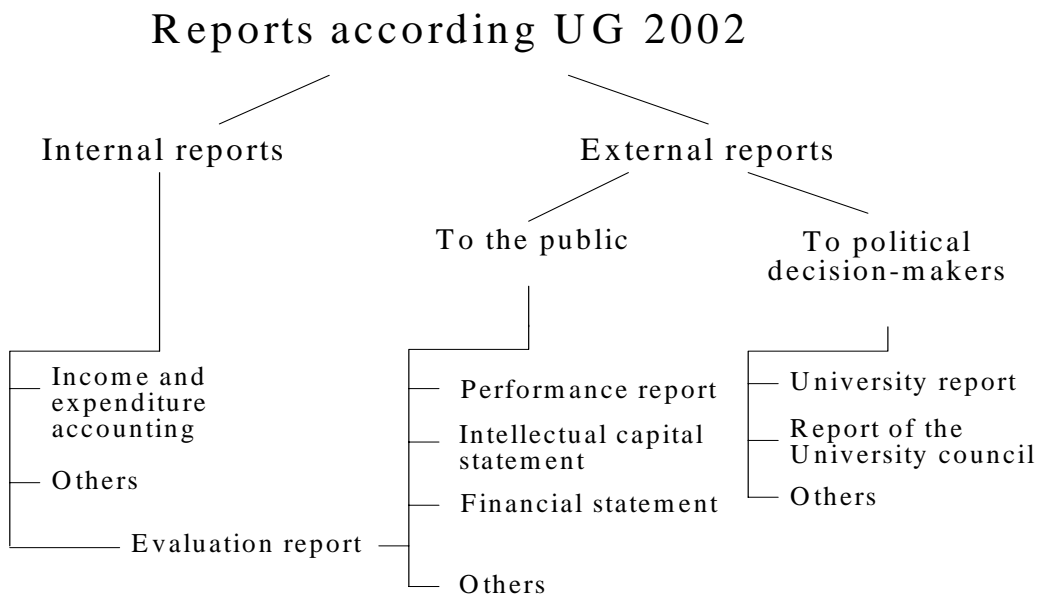 Reports according UG 2002
Internal reports
External reports
To the public
To political
decision-makers
Income and
expenditure
accounting
Others
Evaluation report
Performance report
Intellectual capital
statement
Financial statement
Others
University report
Report of the
University council
Others